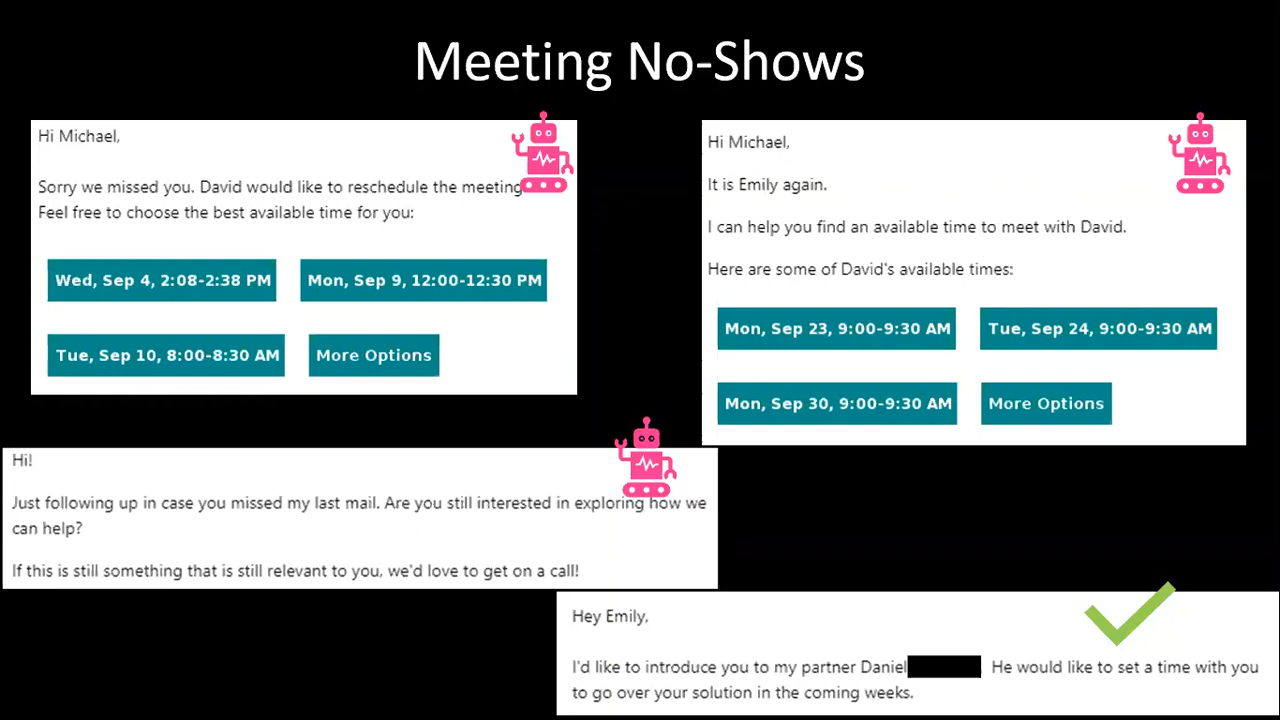 Meeting No-Shows
Hi Michael,
Sorry we missed you. David would like to reschedule the meeting
Feel free to choose the best available time for you:
Wed, Sep 4, 2:08-2:38 PM
Mon, Sep 9, 12:00-12:30 PM
Tue, Sep 10, 8:00-8:30 AM
More Options
Hi Michael,
It is Emily again.
I can help you find an available time to meet with David.
Here are some of David's available times:
Mon, Sep 23, 9:00-9:30 AM
Tue, Sep 24, 9:00-9:30 AM
Mon, Sep 30, 9:00-9:30 AM
More Options
Hi!
Just following up in case you missed my last mail. Are you still interested in exploring how we
can help?
If this is still something that is still relevant to you, we'd love to get on a call!
Hey Emily,
I'd like to introduce you to my partner Daniel He would like to set a time with you
to go over your solution in the coming weeks.